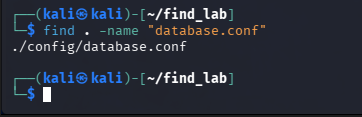 ┌──(kali㉿kali)-[~/find_lab]
└─$ find . -name "database.conf"
./config/database.conf
┌──(kali㉿kali)-[~/find_lab]
└─$